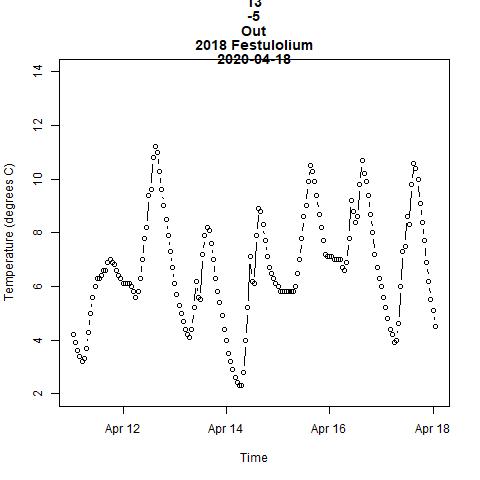 13
-5
Out
2018 Festulolium
2020-04-18
Temperature (degrees C)
14
12
10
8
6
4
2
Apr 12
Apr 14
Apr 16
Apr 18
Time